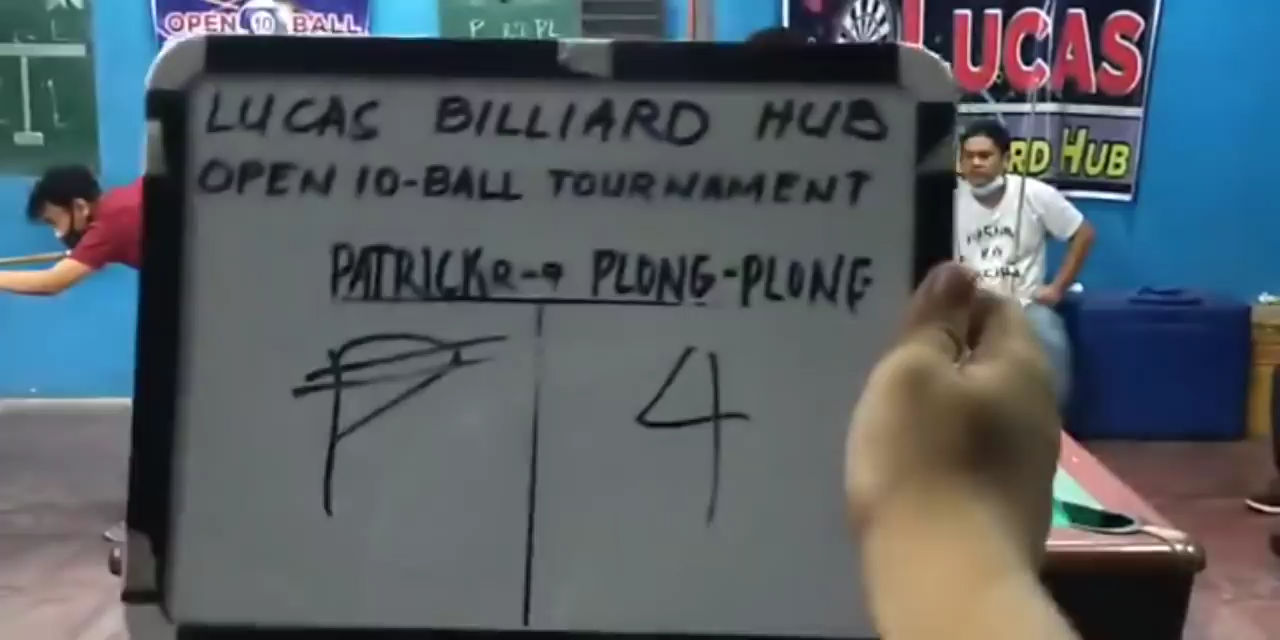 OPEN 10 BALL
LUCAS
RD HUB
LUCAS BILLIARD HUB
OPEN 10-BALL TOURNAMENT
PATRICK R-9 PLONG-PLONG
₱ 4